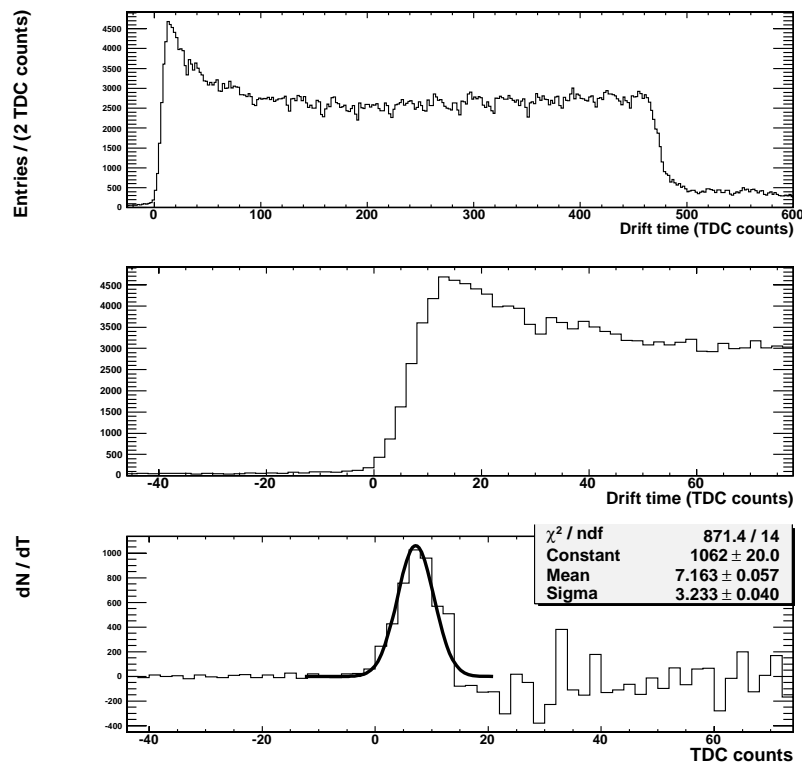 Entries / (2 TDC counts)
4500
4000
3500
3000
2500
2000
1500
1000
500
0
0 100 200 300 400 500 600
Drift time (TDC counts)
4500
4000
3500
3000
2500
2000
1500
1000
500
0
-40 -20 0 20 40 60
Drift time (TDC counts)
dN / dT
χ² / ndf 871.4 / 14
Constant 1062 ± 20.0
Mean 7.163 ± 0.057
Sigma 3.233 ± 0.040
1000
800
600
400
200
0
-200
-400
-40 -20 0 20 40 60
TDC counts